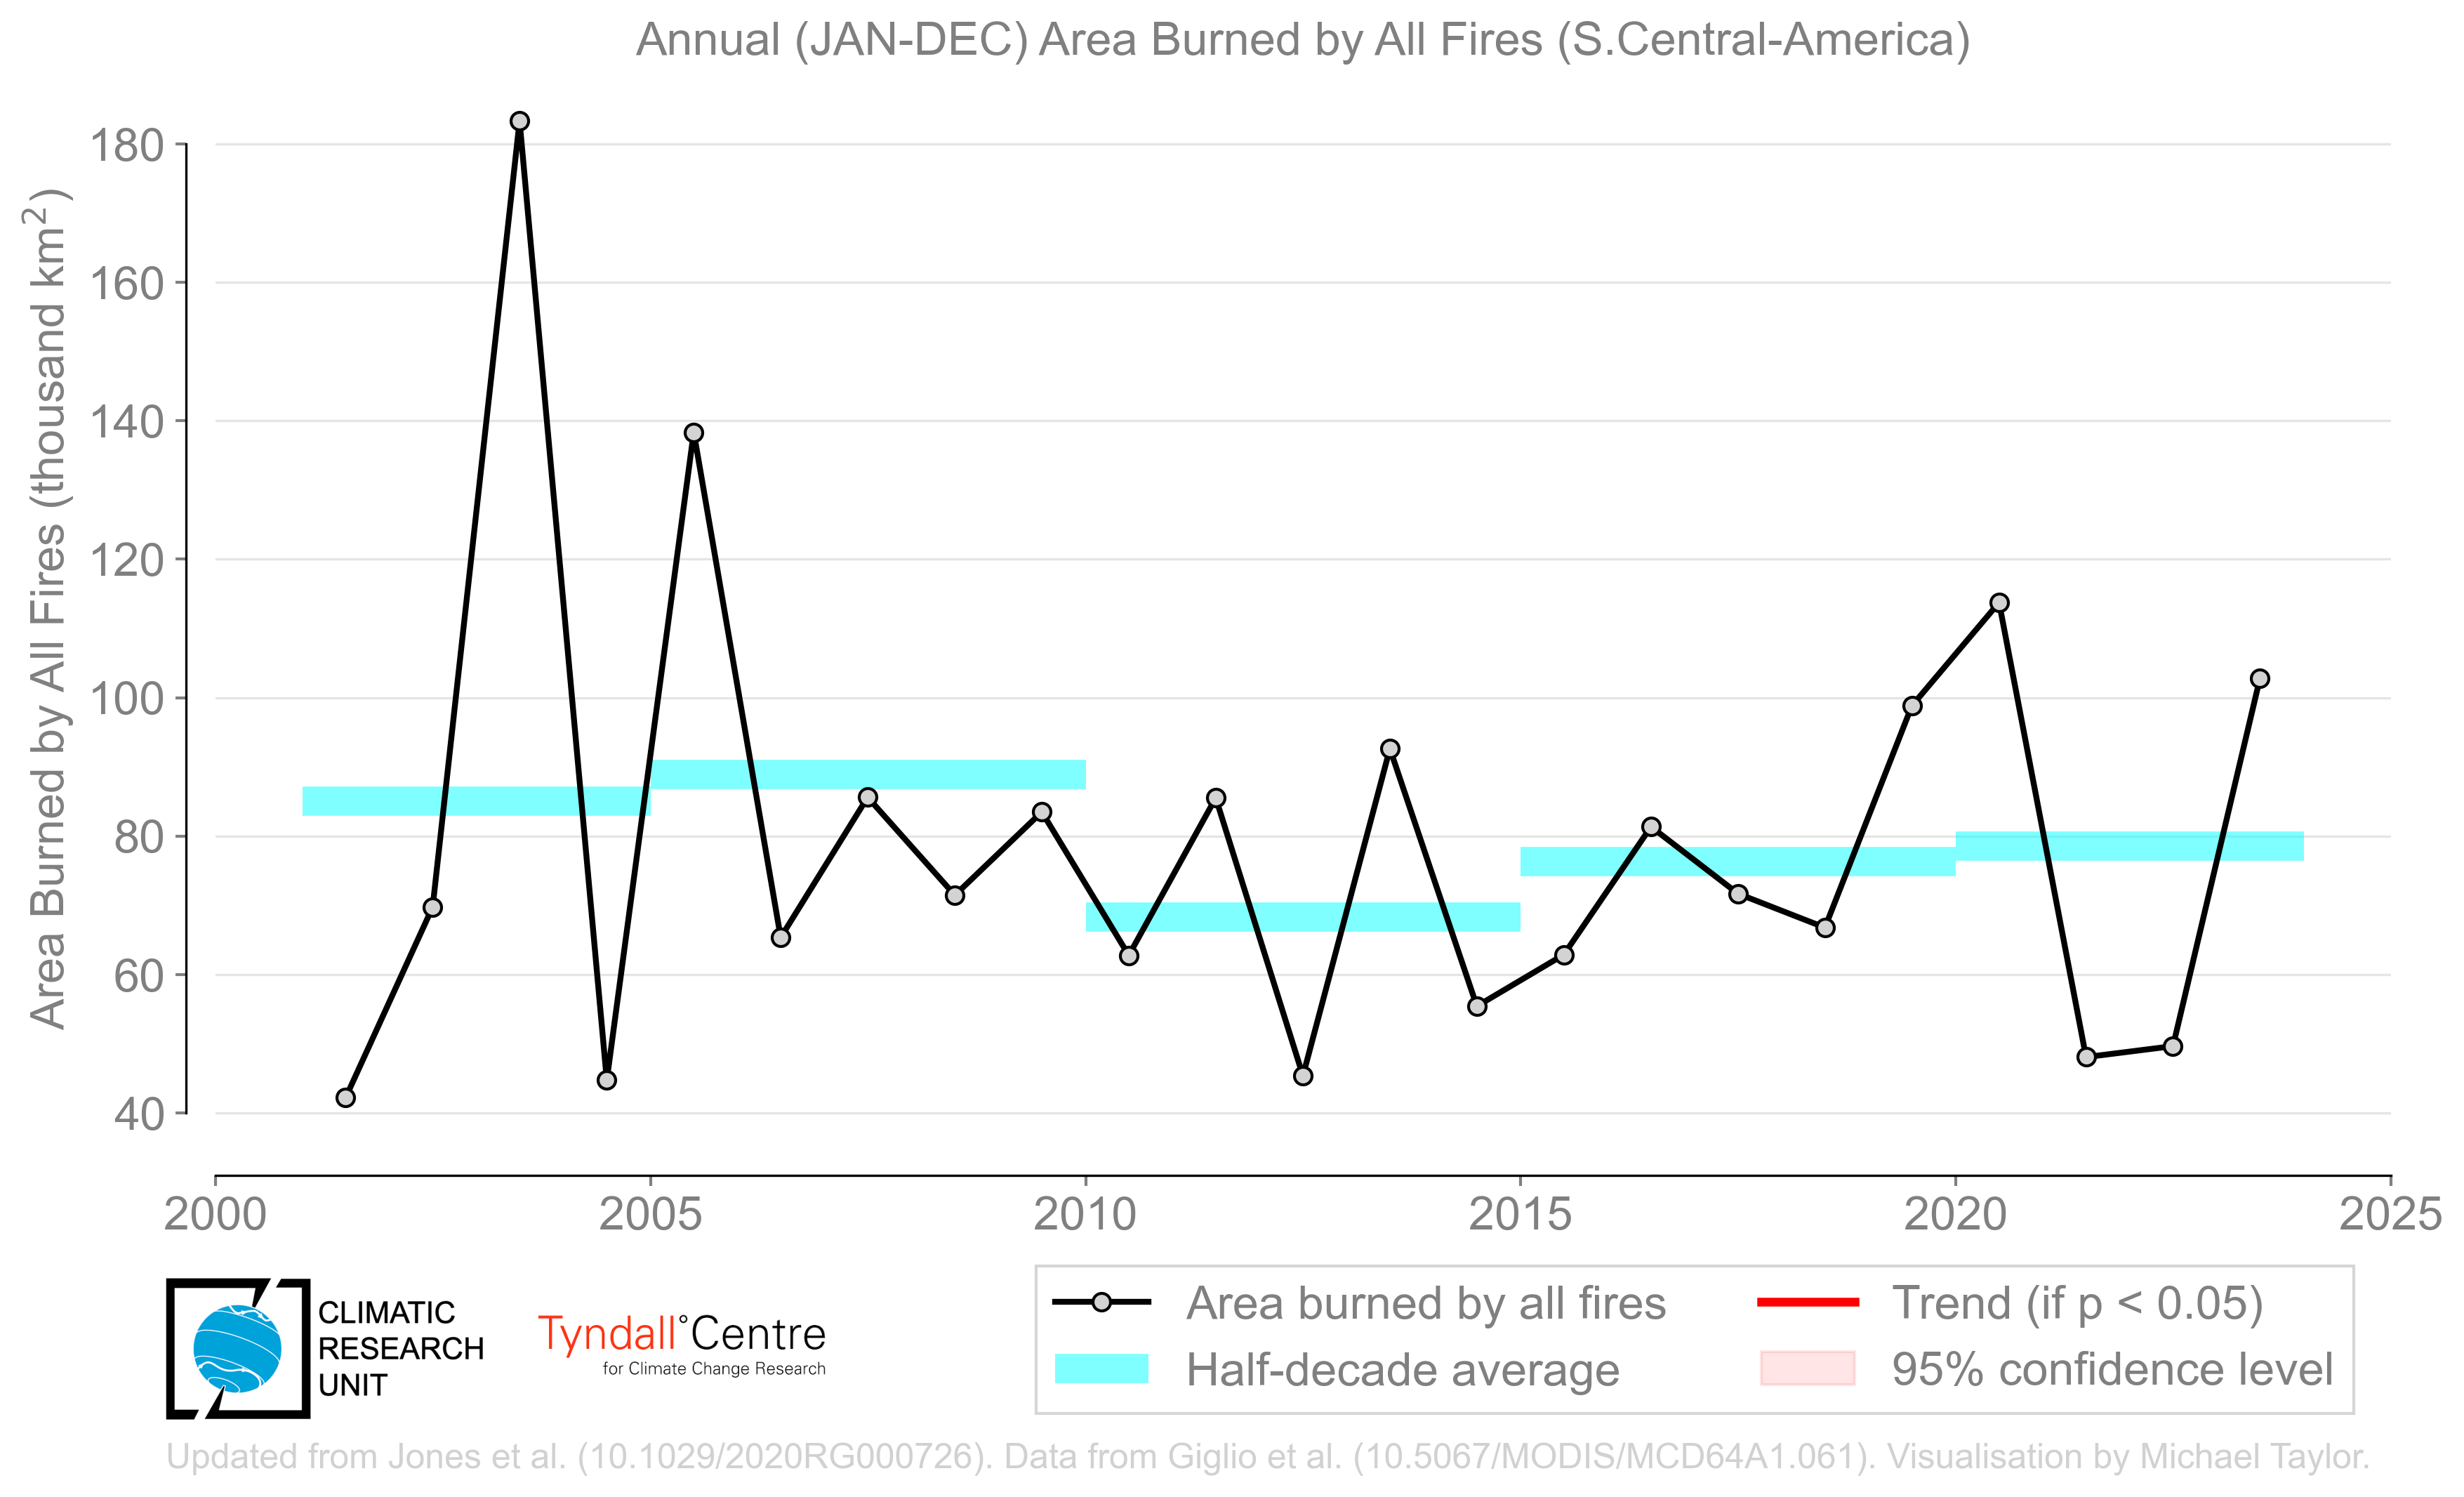 Annual (JAN-DEC) Area Burned by All Fires (S.Central-America)
Area Burned by All Fires (thousand km²)
180
160
140
120
100
80
60
40
2000 2005 2010 2015 2020 2025
CLIMATIC
RESEARCH
UNIT
Tyndall°Centre
for Climate Change Research
Area burned by all fires
Half-decade average
Trend (if p < 0.05)
95% confidence level
Updated from Jones et al. (10.1029/2020RG000726). Data from Giglio et al. (10.5067/MODIS/MCD64A1.061). Visualisation by Michael Taylor.